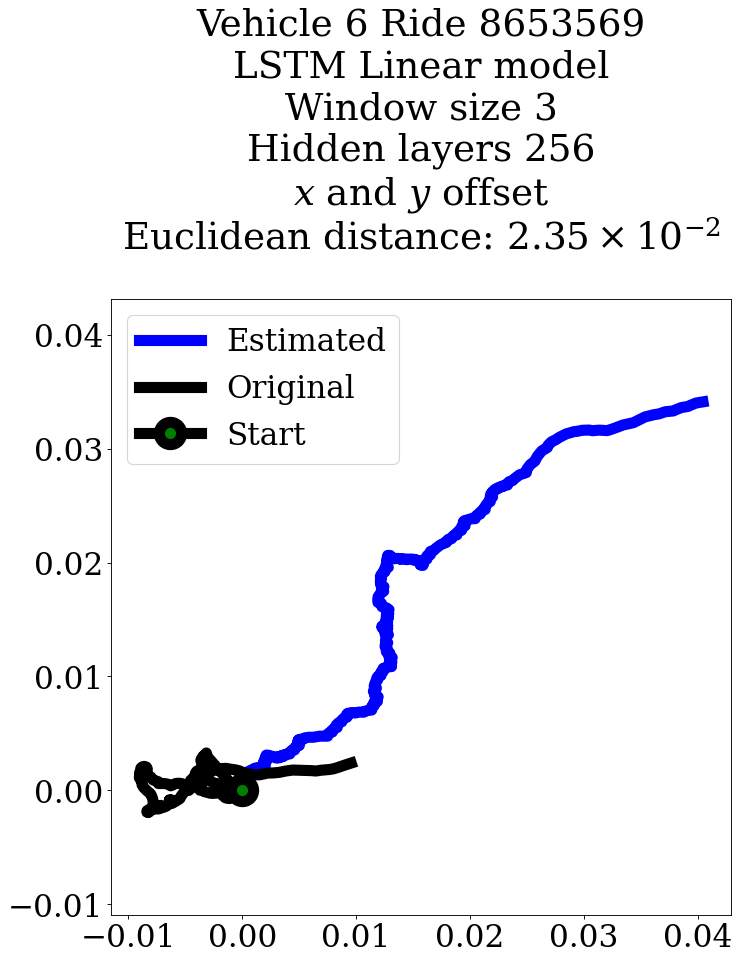 Vehicle 6 Ride 8653569
LSTM Linear model
Window size 3
Hidden layers 256
x and y offset
Euclidean distance: 2.35 × 10⁻²
Estimated
Original
Start
0.04
0.03
0.02
0.01
0.00
−0.01
−0.01 0.00 0.01 0.02 0.03 0.04